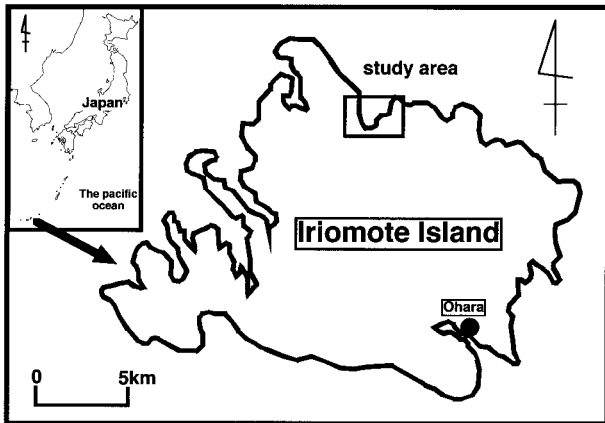 Japan
The pacific
ocean
study area
Iriomote Island
Ohara
0 5km